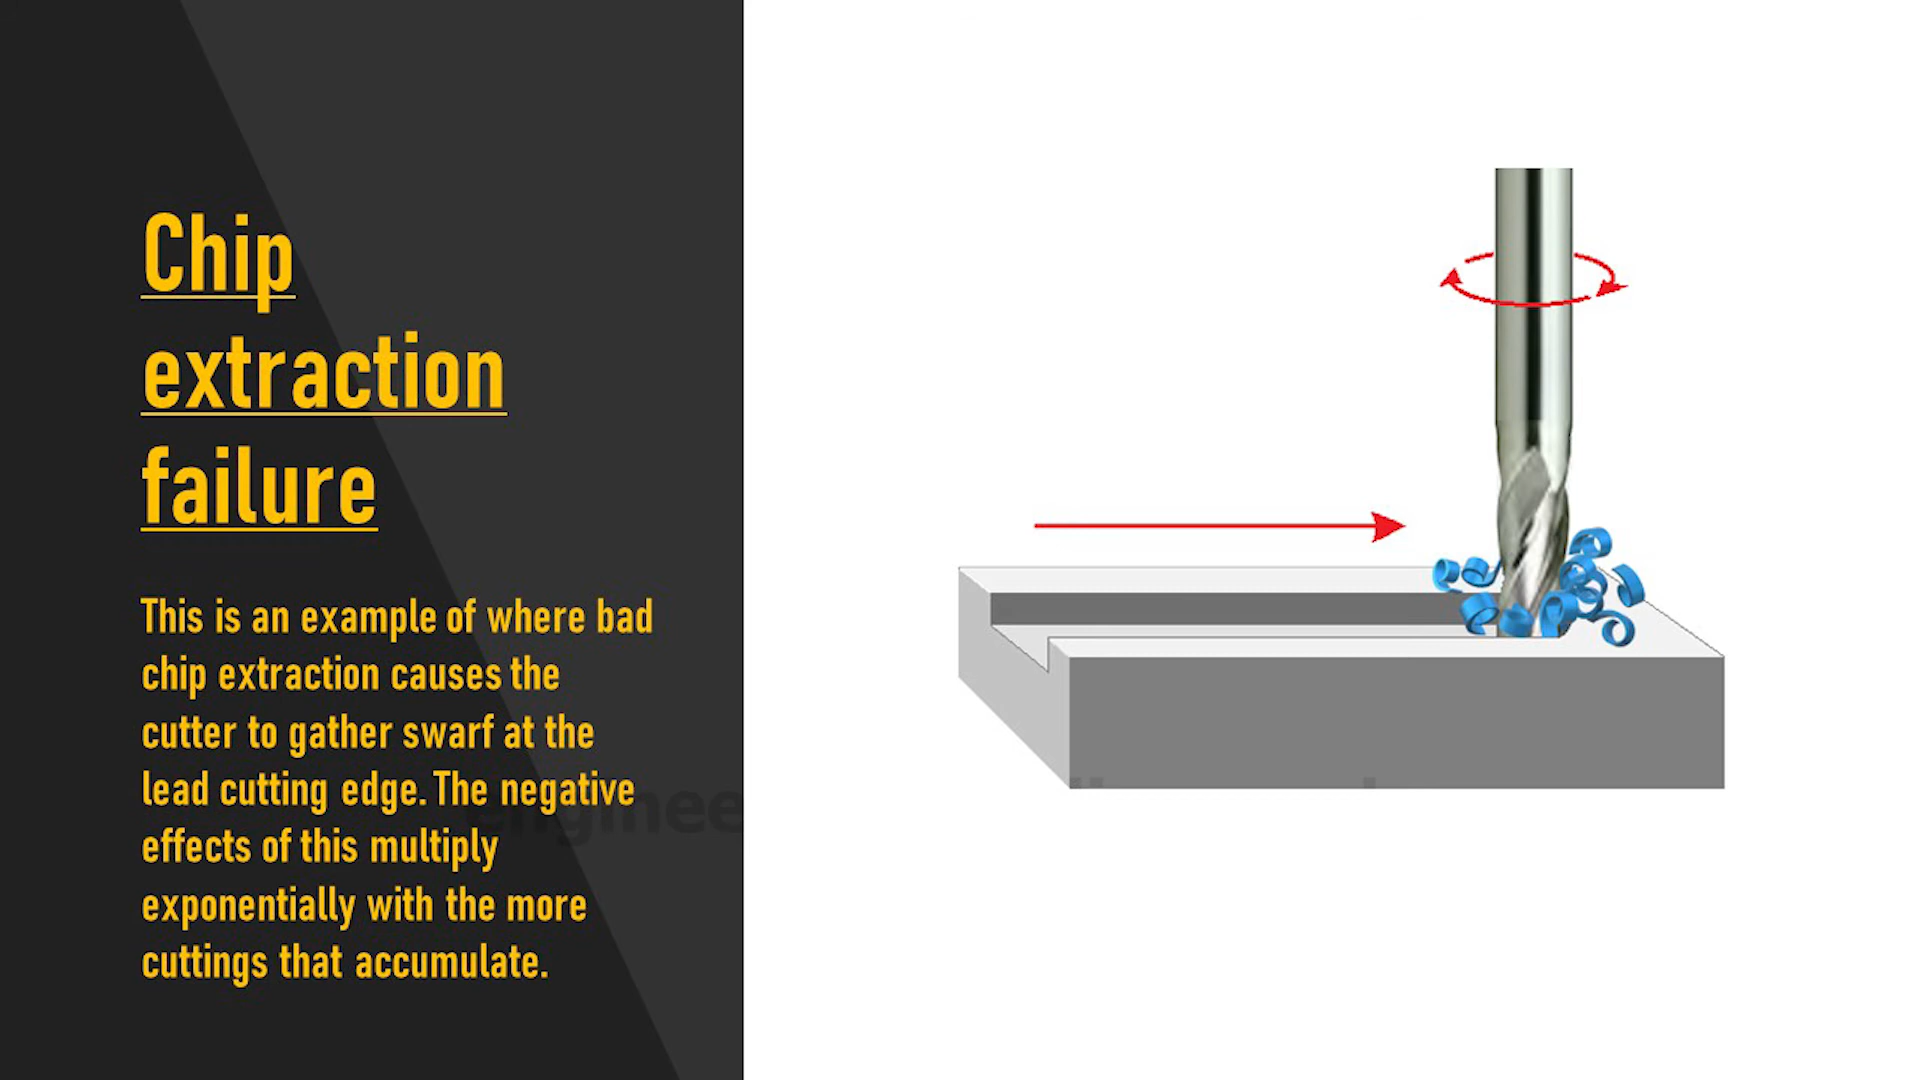 Chip
extraction
failure
This is an example of where bad
chip extraction causes the
cutter to gather swarf at the
lead cutting edge. The negative
effects of this multiply
exponentially with the more
cuttings that accumulate.